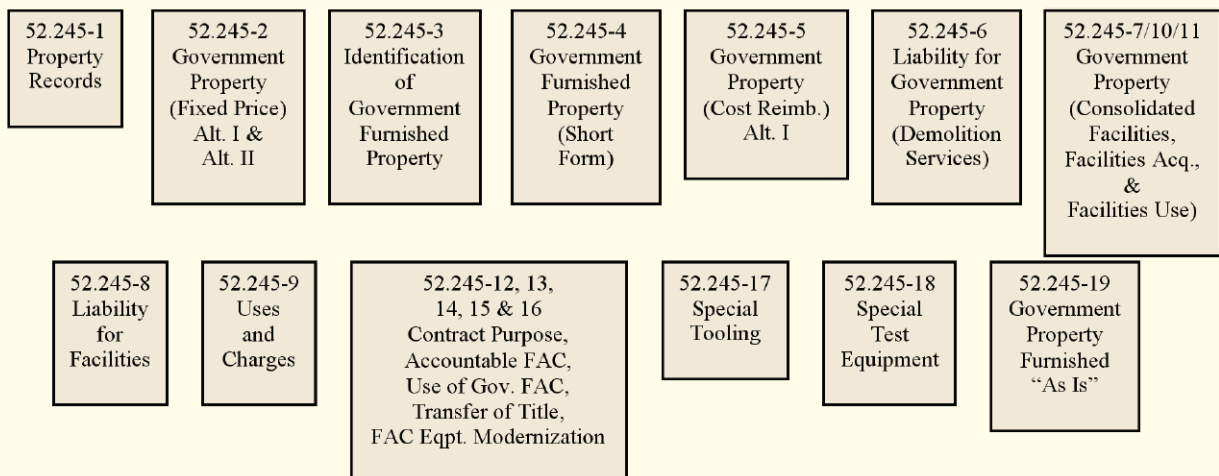 52.245-1
Property
Records
52.245-2
Government
Property
(Fixed Price)
Alt. I &
Alt. II
52.245-3
Identification
of
Government
Furnished
Property
52.245-4
Government
Furnished
Property
(Short
Form)
52.245-5
Government
Property
(Cost Reimb.)
Alt. I
52.245-6
Liability for
Government
Property
(Demolition
Services)
52.245-7/10/11
Government
Property
(Consolidated
Facilities,
Facilities Acq.,
&
Facilities Use)
52.245-8
Liability
for
Facilities
52.245-9
Uses
and
Charges
52.245-12, 13,
14, 15 & 16
Contract Purpose,
Accountable FAC,
Use of Gov. FAC,
Transfer of Title,
FAC Eqpt. Modernization
52.245-17
Special
Tooling
52.245-18
Special
Test
Equipment
52.245-19
Government
Property
Furnished
“As Is”